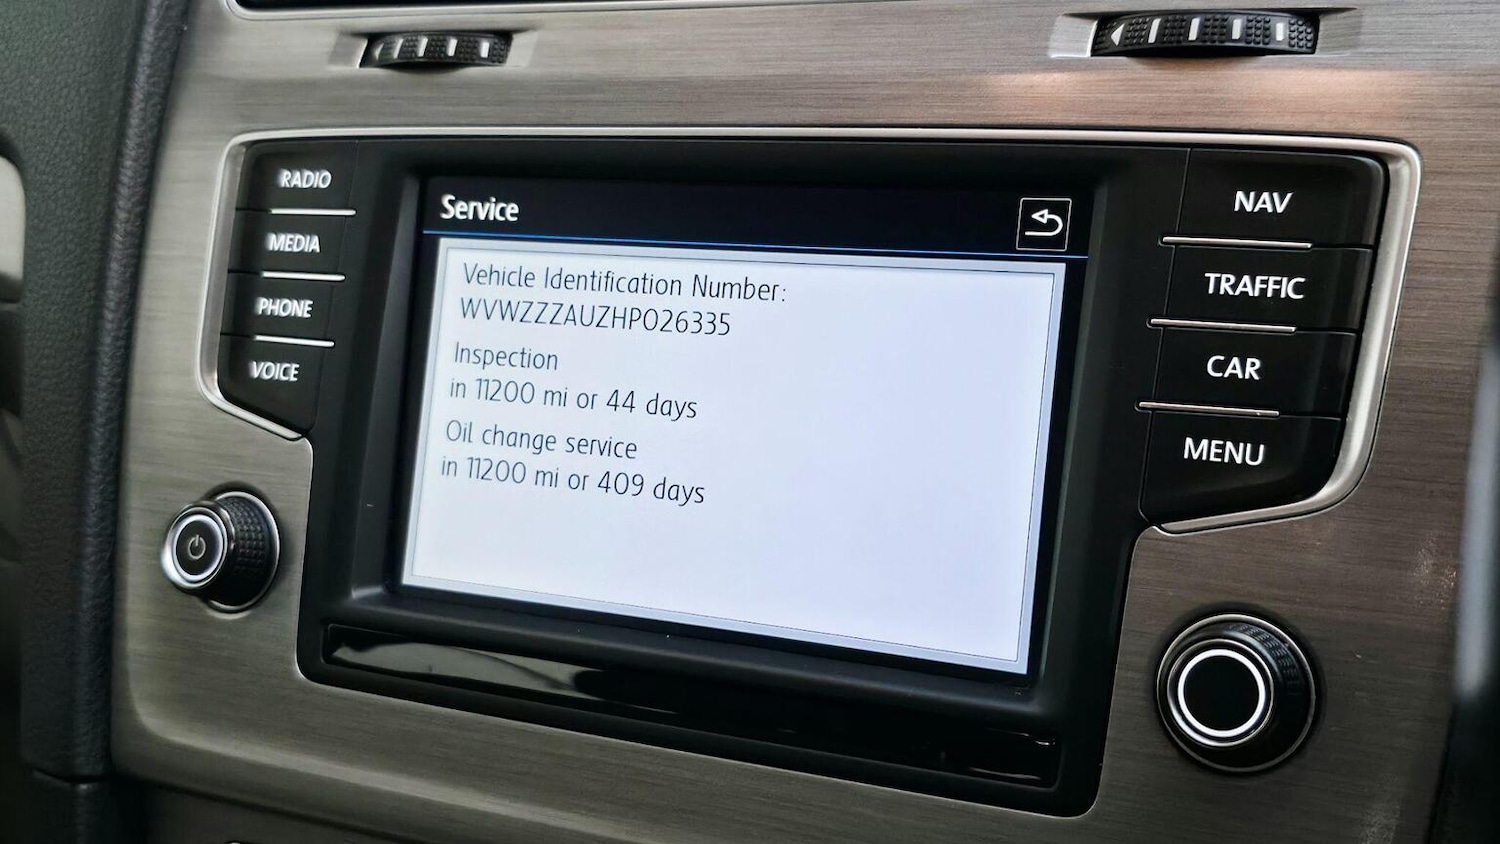 RADIO
MEDIA
PHONE
VOICE
Service
Vehicle Identification Number:
WVWZZZAUZHP026335
Inspection
in 11200 mi or 44 days
Oil change service
in 11200 mi or 409 days
NAV
TRAFFIC
CAR
MENU